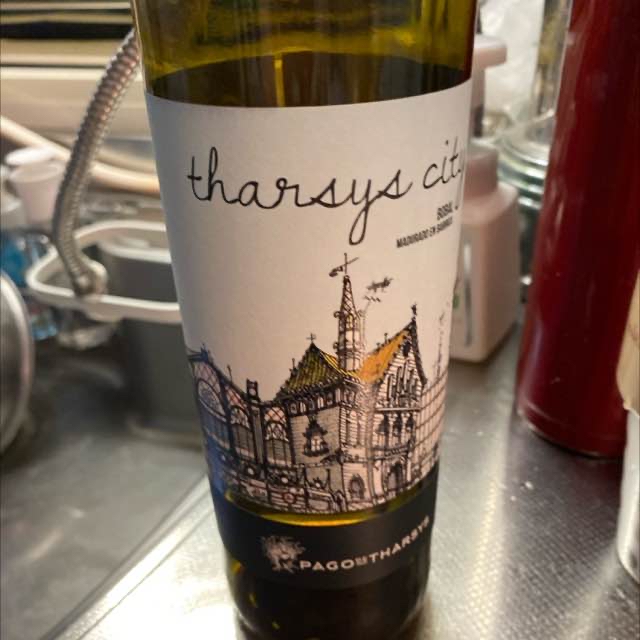 tharsys city
BOBAL
MADURADO EN BARRICA
PAGO DE THARSYS